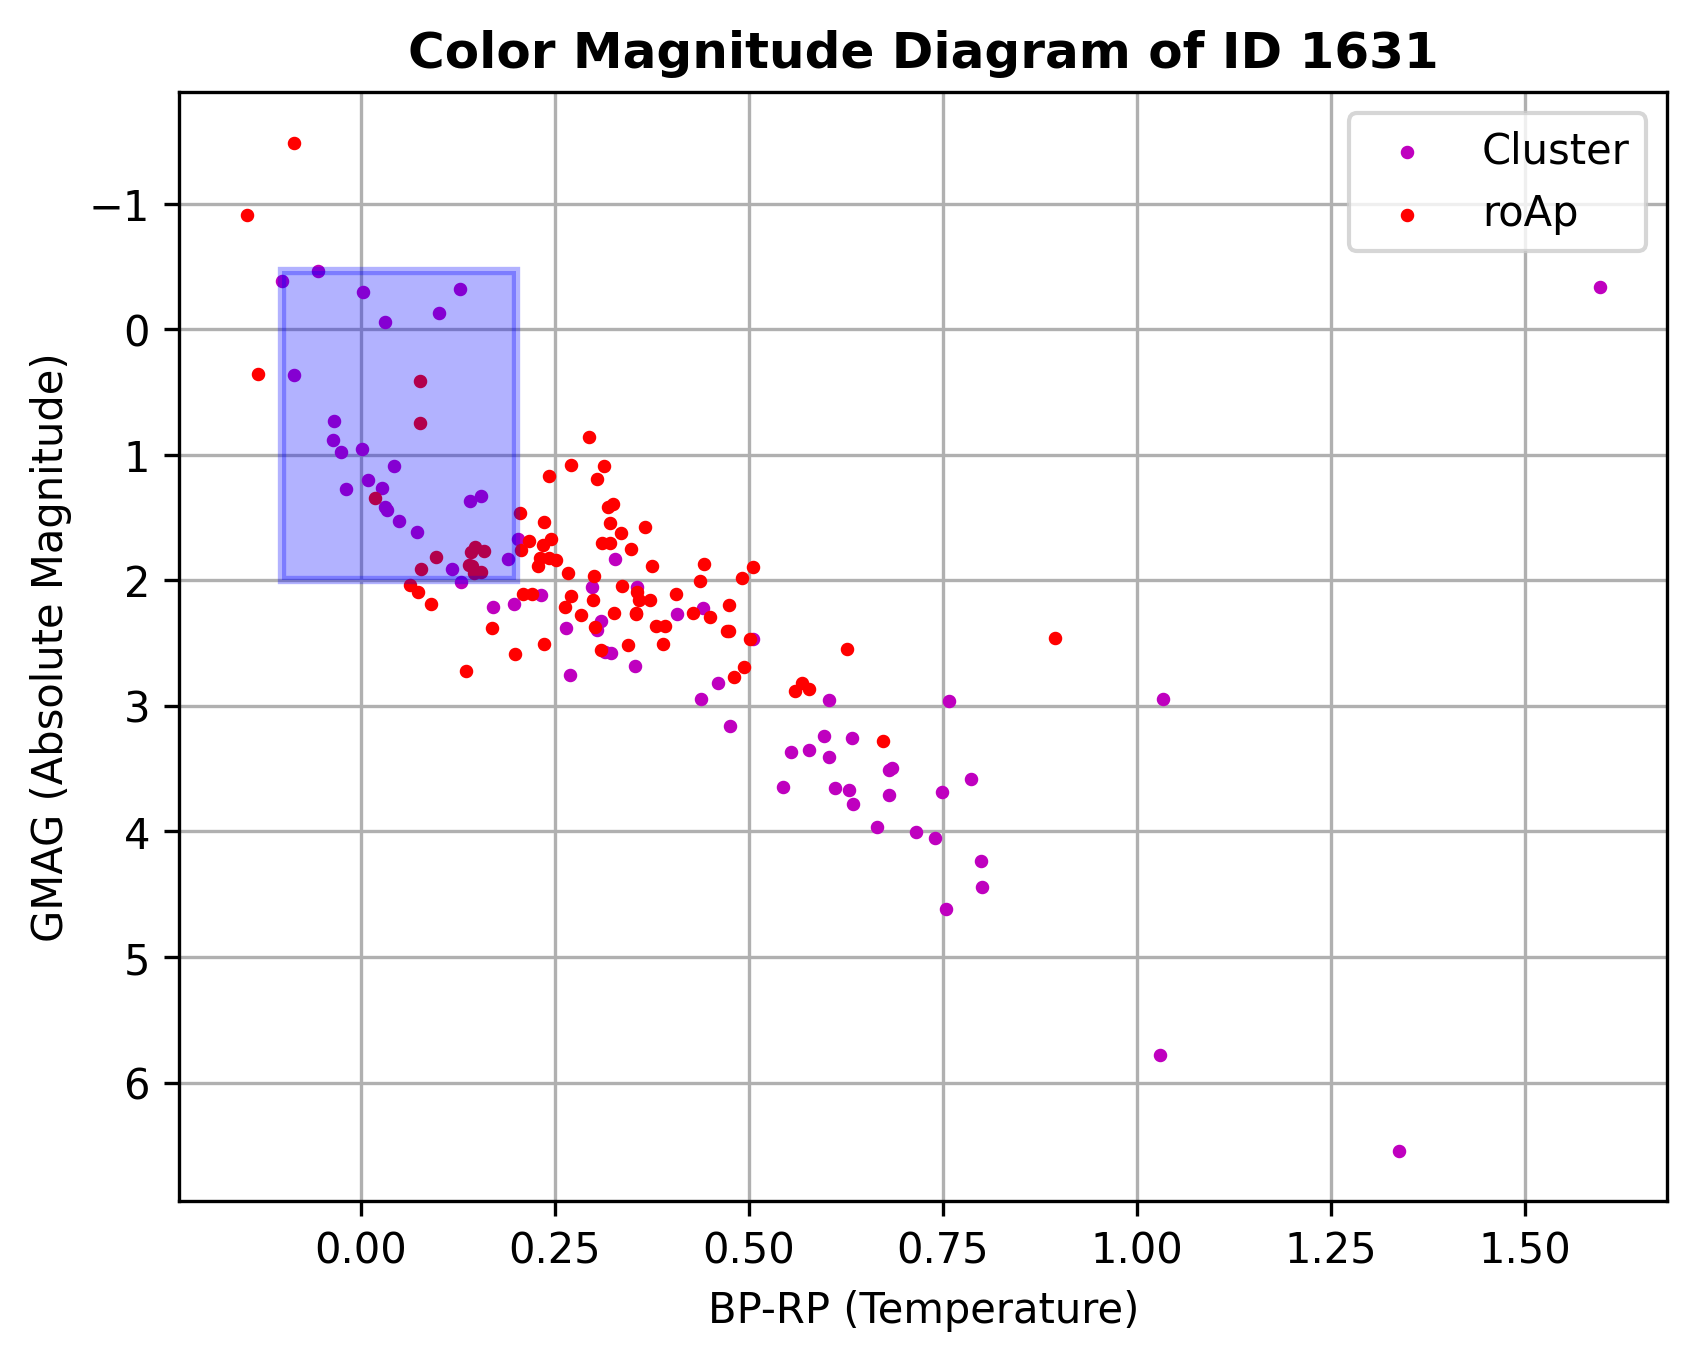 Color Magnitude Diagram of ID 1631
Cluster
roAp
−1
0
1
2
3
4
5
6
GMAG (Absolute Magnitude)
0.00 0.25 0.50 0.75 1.00 1.25 1.50
BP-RP (Temperature)